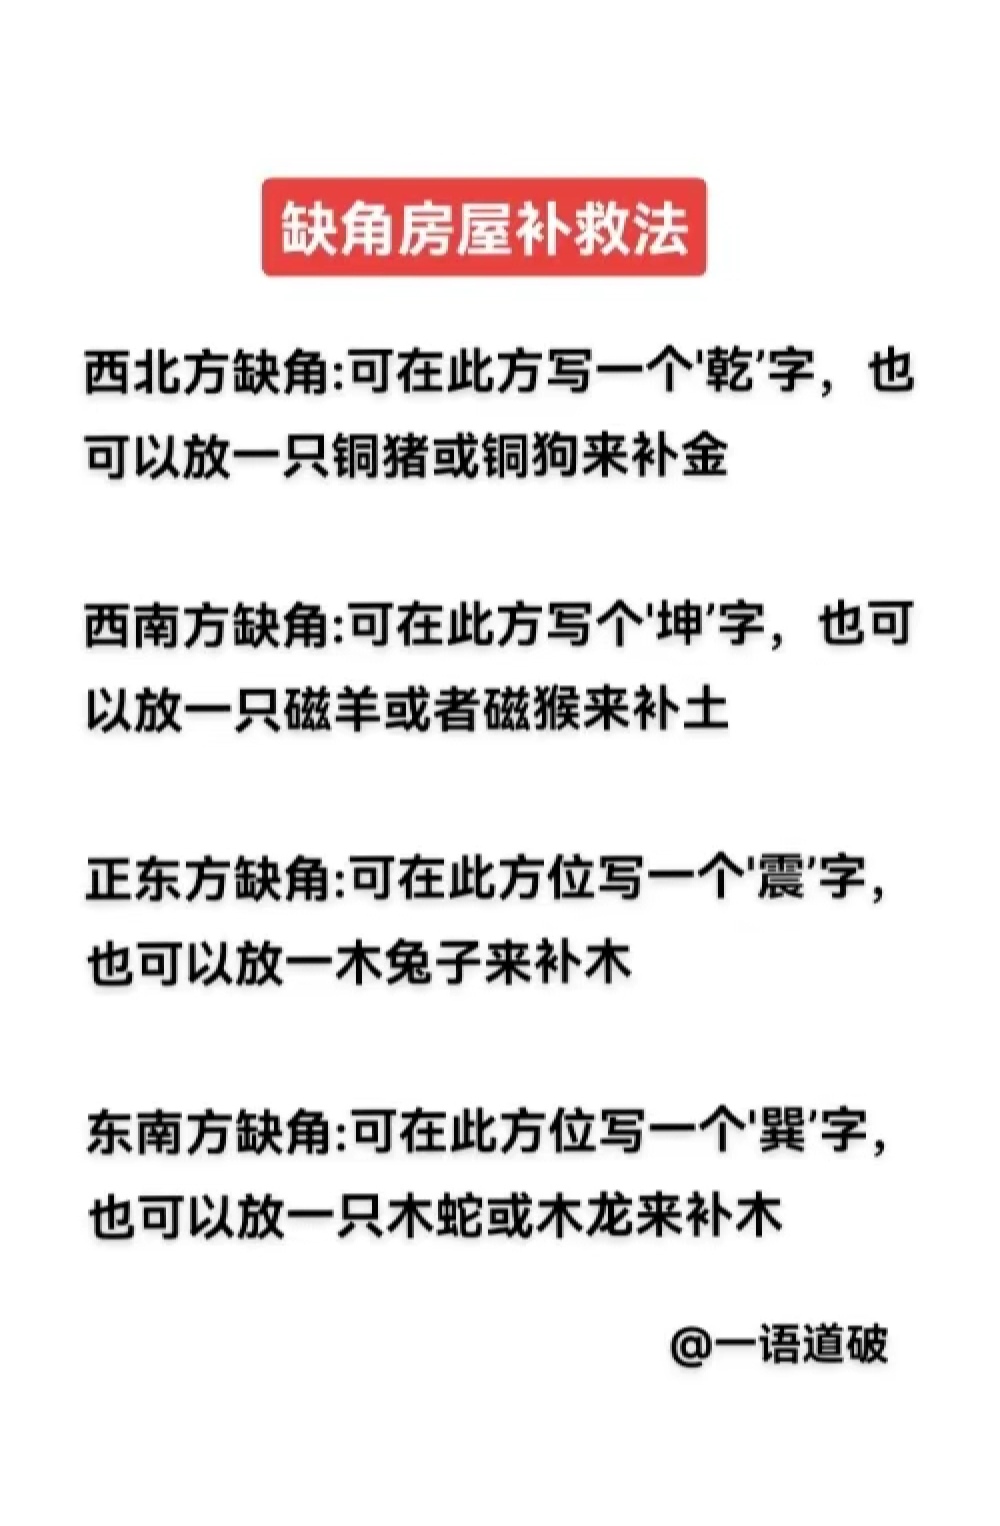 缺角房屋补救法
西北方缺角:可在此方写一个'乾'字，也
可以放一只铜猪或铜狗来补金
西南方缺角:可在此方写个'坤'字，也可
以放一只磁羊或者磁猴来补土
正东方缺角:可在此方位写一个'震'字，
也可以放一木兔子来补木
东南方缺角:可在此方位写一个'巽'字，
也可以放一只木蛇或木龙来补木
@一语道破